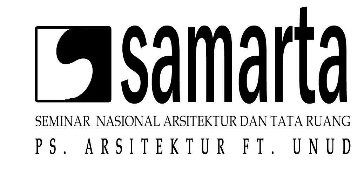 samarta
SEMINAR NASIONAL ARSITEKTUR DAN TATA RUANG
PS. ARSITEKTUR FT. UNUD